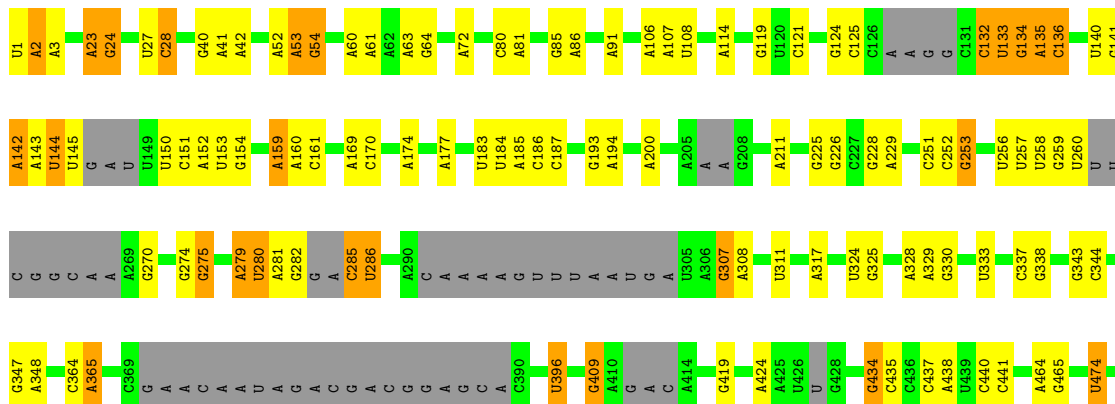 U1 A2 A3 A23 G24 U27 C28 G40 A41 A42 A52 A53 G54 A60 A61 A62 A63 G64 A72 C80 A81 G85 A86 A91 A106 A107 U108 A114 G119 U120 C121 G124 C125 C126 A A G G C131 C132 U133 G134 A135 C136 U140
A142 A143 U144 U145 G A U U149 U150 C151 A152 U153 G154 A159 A160 C161 A169 C170 A174 A177 U183 U184 A185 C186 C187 G193 A194 A200 A205 A A G208 A211 G225 G226 C227 G228 A229 C251 C252 G253 U256 U257 U258 G259 U260 U U
C G G C A A A269 G270 G274 G275 A279 U280 A281 G282 G A C285 U286 A290 C A A A A G U U U A A U G A U305 A306 G307 A308 U311 A317 U324 G325 A328 A329 G330 U333 C337 G338 G343 C344
G347 A348 C364 A365 C369 G A A C A A U A G A C G A C G G A G C A C390 U396 G409 A410 G A C A414 G419 A424 A425 U426 U G428 G434 C435 C436 C437 A438 U439 C440 C441 A464 G465 U474